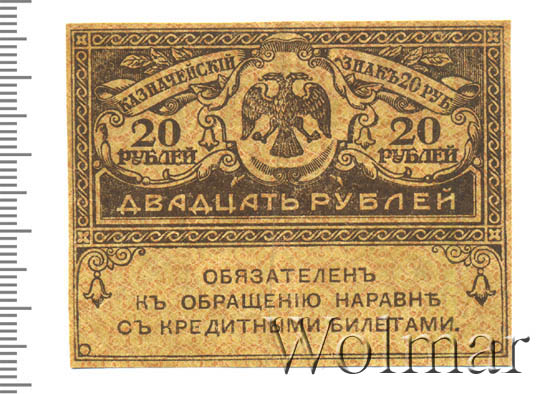 КАЗНАЧЕЙСКІЙ ЗНАКЪ 20 РУБ
20 РУБЛЕЙ
20 РУБЛЕЙ
ДВАДЦАТЬ РУБЛЕЙ
ОБЯЗАТЕЛЕНЪ
КЪ ОБРАЩЕНІЮ НАРАВНѢ
СЪ КРЕДИТНЫМИ БИЛЕТАМИ.
Wolmar